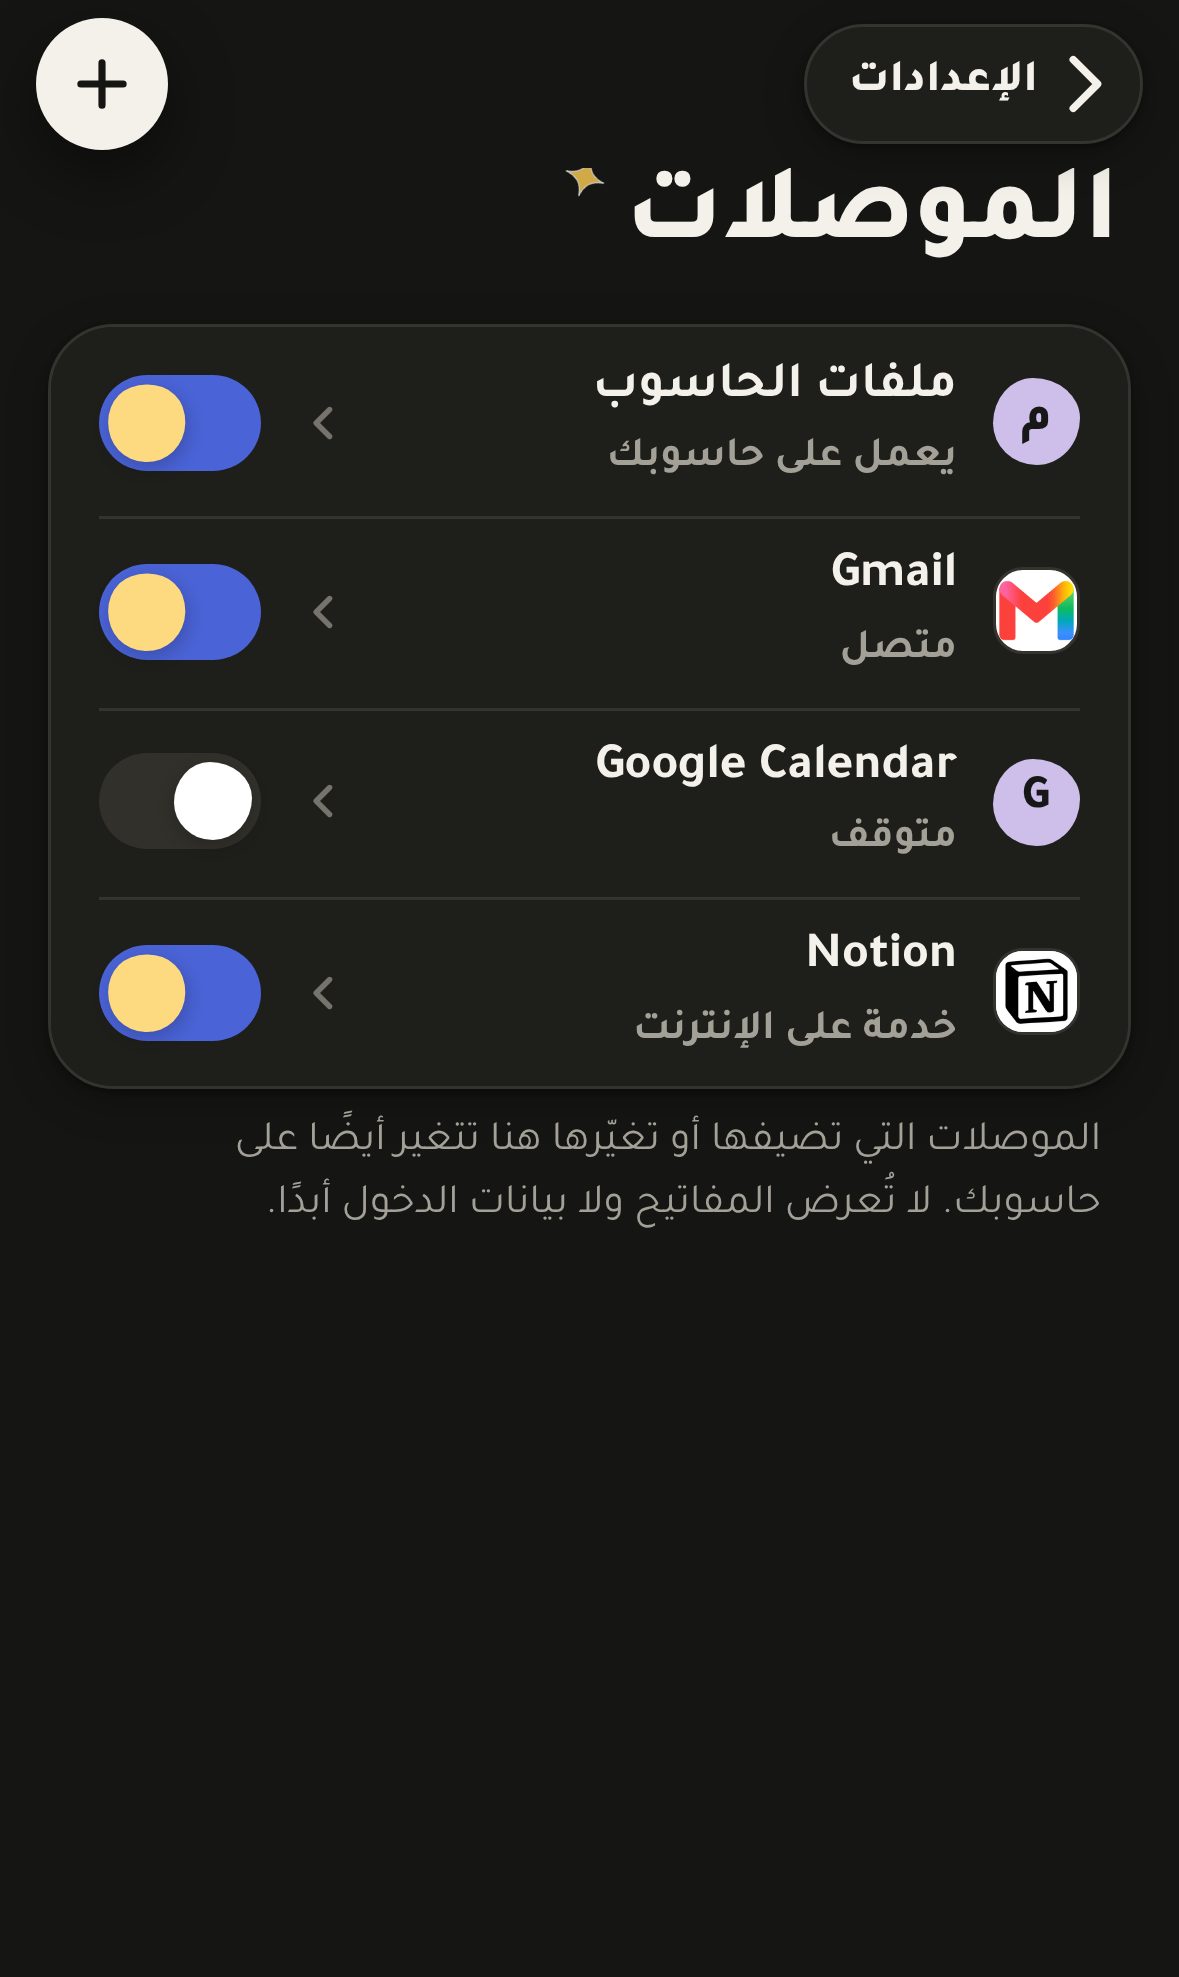 الإعدادات
الموصلات
م
ملفات الحاسوب
يعمل على حاسوبك
Gmail
متصل
G
Google Calendar
متوقف
Notion
خدمة على الإنترنت
الموصلات التي تضيفها أو تغيّرها هنا تتغير أيضًا على
حاسوبك. لا تُعرض المفاتيح ولا بيانات الدخول أبدًا.